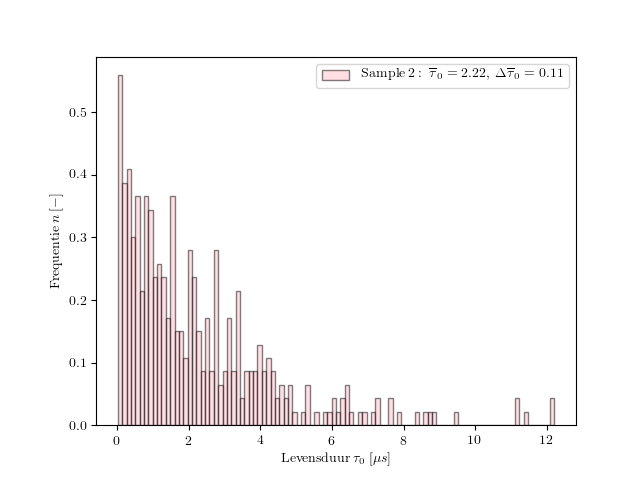 Sample 2 : τ̅₀ = 2.22, Δτ̅₀ = 0.11
0.5
0.4
0.3
0.2
0.1
0.0
Frequentie n [−]
0 2 4 6 8 10 12
Levensduur τ₀ [μs]